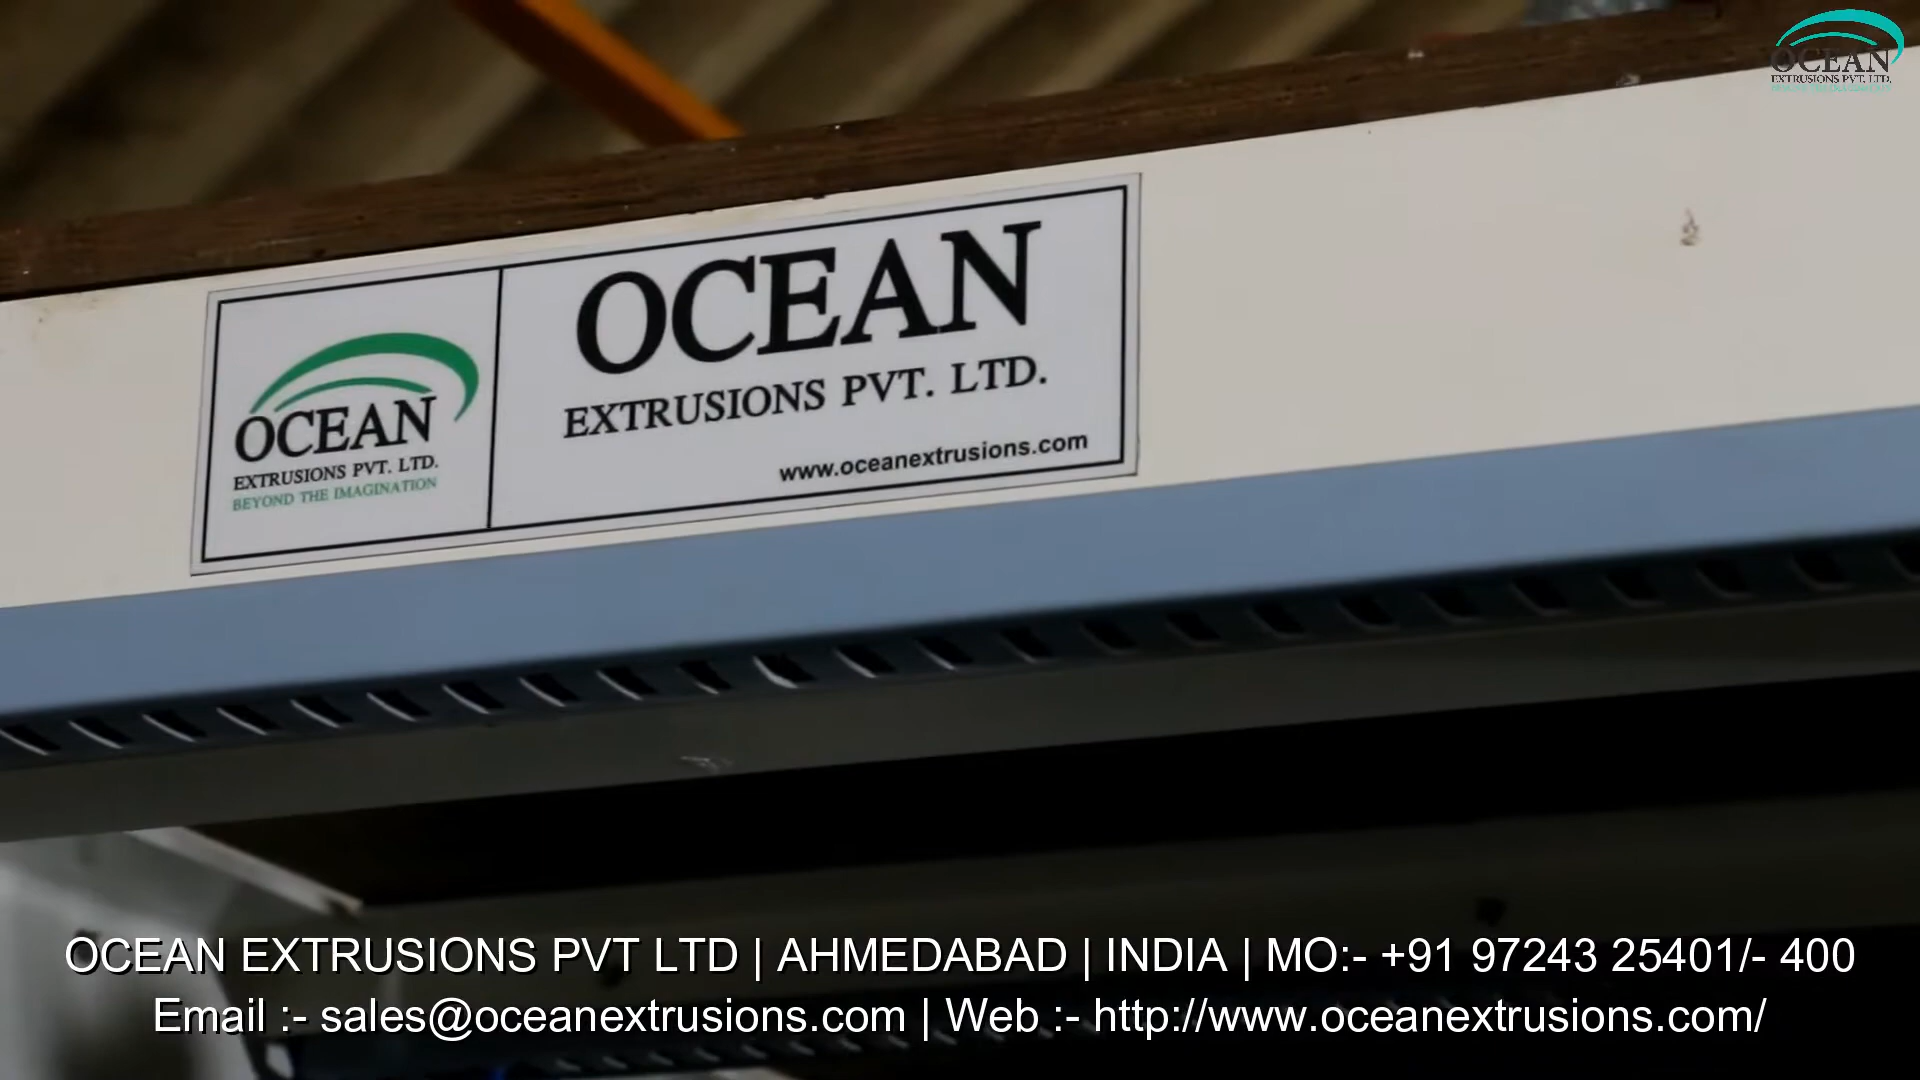 OCEAN
EXTRUSIONS PVT. LTD.
OCEAN
EXTRUSIONS PVT. LTD.
BEYOND THE IMAGINATION
OCEAN
EXTRUSIONS PVT. LTD.
www.oceanextrusions.com
OCEAN EXTRUSIONS PVT LTD | AHMEDABAD | INDIA | MO:- +91 97243 25401/- 400
Email :- sales@oceanextrusions.com | Web :- http://www.oceanextrusions.com/